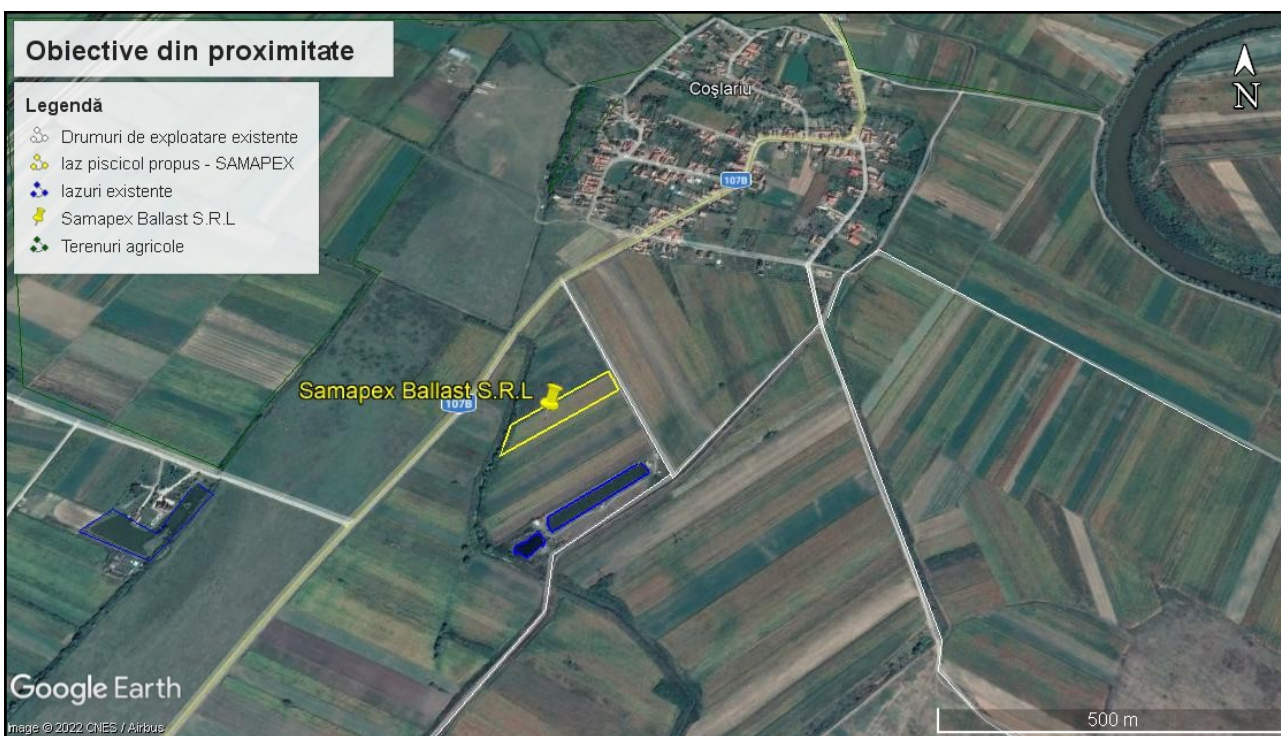 Obiective din proximitate
Legendă
Drumuri de exploatare existente
Iaz piscicol propus - SAMAPEX
Iazuri existente
Samapex Ballast S.R.L
Terenuri agricole
Coșlariu
N
107B
Samapex Ballast S.R.L
107B
Google Earth
Image © 2022 CNES / Airbus
500 m